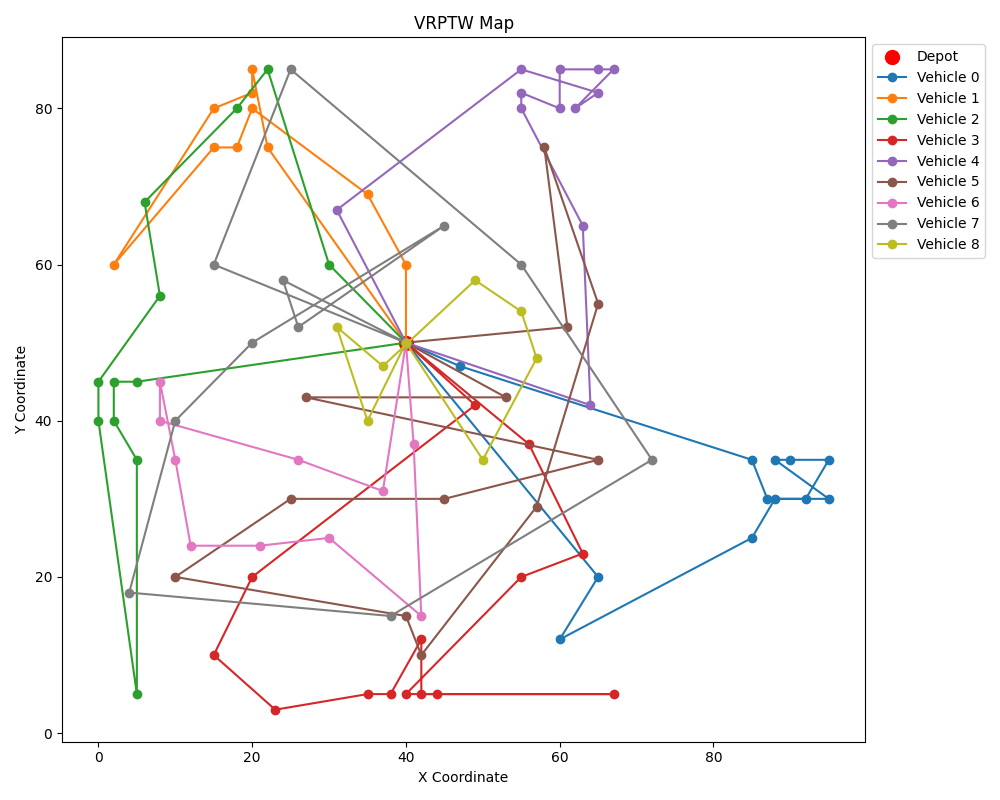 VRPTW Map
Y Coordinate
80
60
40
20
0
0 20 40 60 80
X Coordinate
Depot
Vehicle 0
Vehicle 1
Vehicle 2
Vehicle 3
Vehicle 4
Vehicle 5
Vehicle 6
Vehicle 7
Vehicle 8